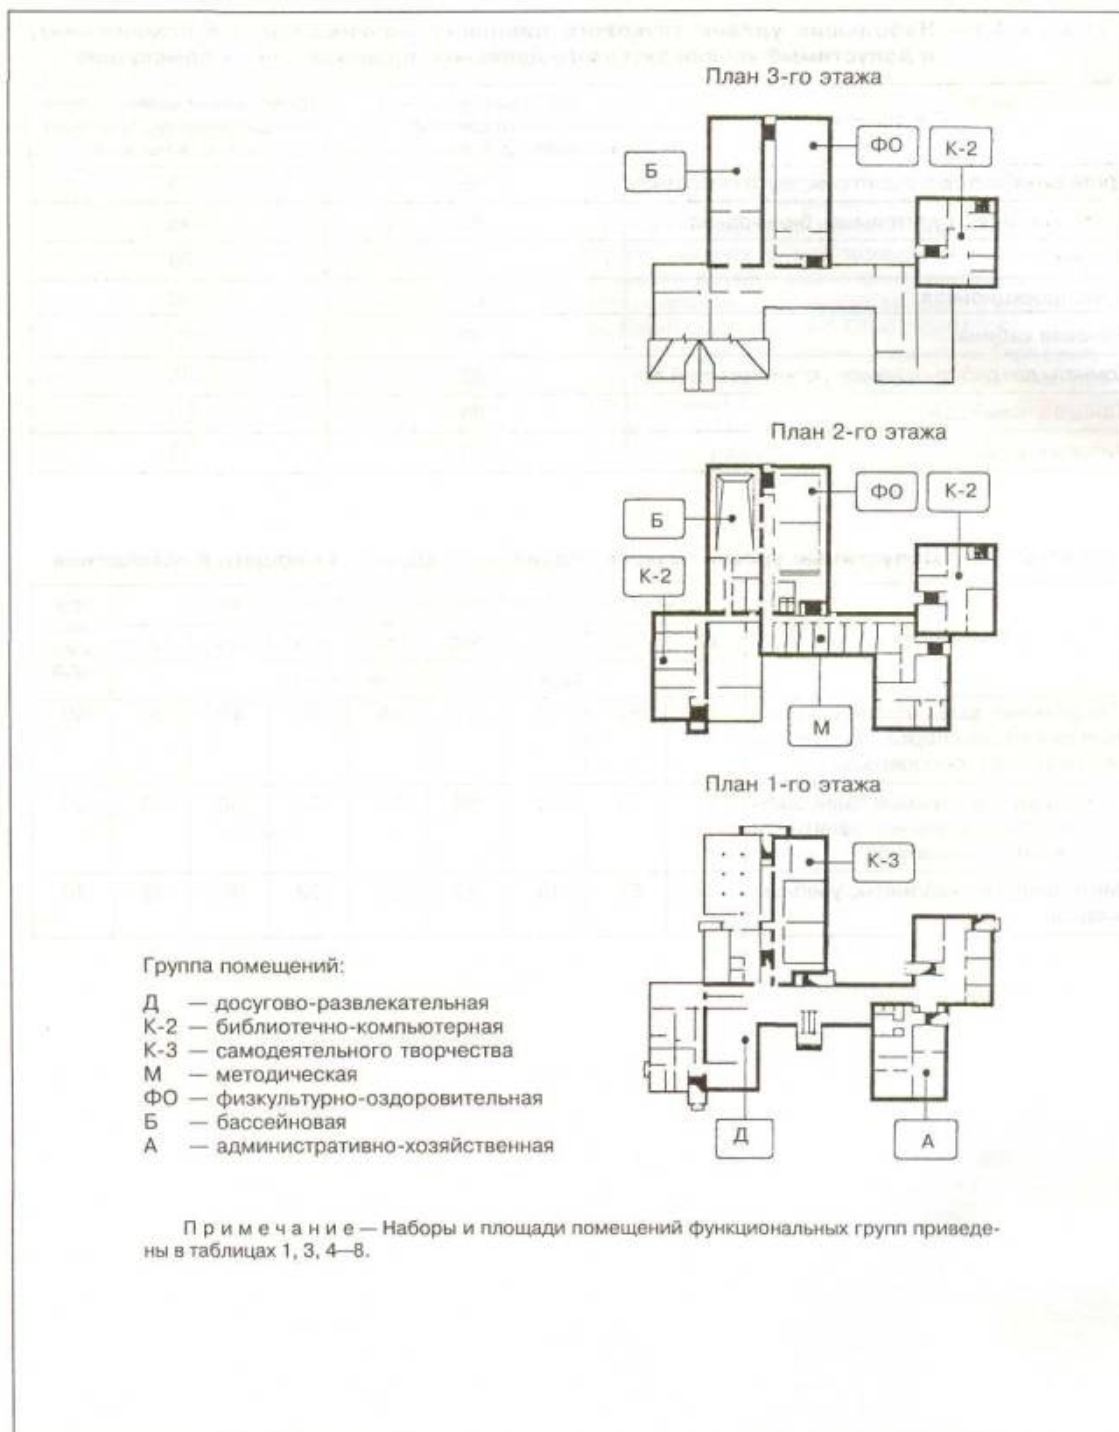 План 3-го этажа
ФО
К-2
Б
План 2-го этажа
ФО
К-2
Б
К-2
М
План 1-го этажа
К-3
Группа помещений:
Д — досугово-развлекательная
К-2 — библиотечно-компьютерная
К-3 — самодеятельного творчества
М — методическая
ФО — физкультурно-оздоровительная
Б — бассейновая
А — административно-хозяйственная
Д
А
Примечание — Наборы и площади помещений функциональных групп приведе-
ны в таблицах 1, 3, 4—8.